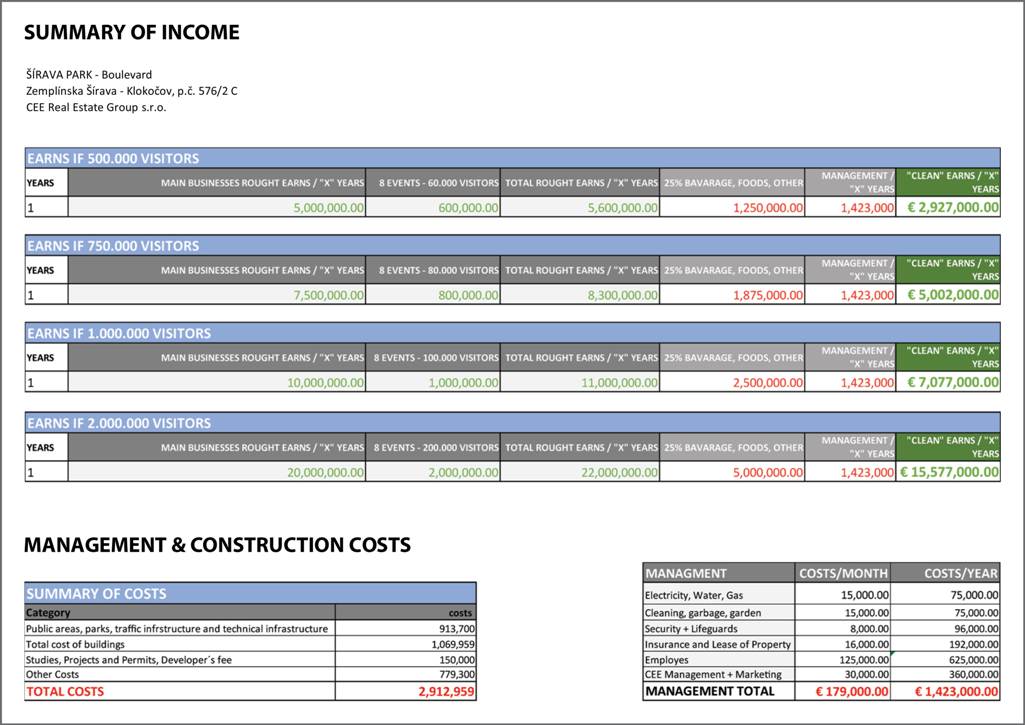 SUMMARY OF INCOME
ŠÍRAVA PARK - Boulevard
Zemplínska Šírava - Klokočov, p.č. 576/2 C
CEE Real Estate Group s.r.o.
EARNS IF 500.000 VISITORS
YEARS MAIN BUSINESSES ROUGHT EARNS / "X" YEARS 8 EVENTS - 60.000 VISITORS TOTAL ROUGHT EARNS / "X" YEARS 25% BAVARAGE, FOODS, OTHER MANAGEMENT / "X" YEARS "CLEAN" EARNS / "X" YEARS
1 5,000,000.00 600,000.00 5,600,000.00 1,250,000.00 1,423,000 € 2,927,000.00
EARNS IF 750.000 VISITORS
YEARS MAIN BUSINESSES ROUGHT EARNS / "X" YEARS 8 EVENTS - 80.000 VISITORS TOTAL ROUGHT EARNS / "X" YEARS 25% BAVARAGE, FOODS, OTHER MANAGEMENT / "X" YEARS "CLEAN" EARNS / "X" YEARS
1 7,500,000.00 800,000.00 8,300,000.00 1,875,000.00 1,423,000 € 5,002,000.00
EARNS IF 1.000.000 VISITORS
YEARS MAIN BUSINESSES ROUGHT EARNS / "X" YEARS 8 EVENTS - 100.000 VISITORS TOTAL ROUGHT EARNS / "X" YEARS 25% BAVARAGE, FOODS, OTHER MANAGEMENT / "X" YEARS "CLEAN" EARNS / "X" YEARS
1 10,000,000.00 1,000,000.00 11,000,000.00 2,500,000.00 1,423,000 € 7,077,000.00
EARNS IF 2.000.000 VISITORS
YEARS MAIN BUSINESSES ROUGHT EARNS / "X" YEARS 8 EVENTS - 200.000 VISITORS TOTAL ROUGHT EARNS / "X" YEARS 25% BAVARAGE, FOODS, OTHER MANAGEMENT / "X" YEARS "CLEAN" EARNS / "X" YEARS
1 20,000,000.00 2,000,000.00 22,000,000.00 5,000,000.00 1,423,000 € 15,577,000.00
MANAGEMENT & CONSTRUCTION COSTS
SUMMARY OF COSTS
Category costs
Public areas, parks, traffic infrstructure and technical infrastructure 913,700
Total cost of buildings 1,069,959
Studies, Projects and Permits, Developer´s fee 150,000
Other Costs 779,300
TOTAL COSTS 2,912,959
MANAGMENT COSTS/MONTH COSTS/YEAR
Electricity, Water, Gas 15,000.00 75,000.00
Cleaning, garbage, garden 15,000.00 75,000.00
Security + Lifeguards 8,000.00 96,000.00
Insurance and Lease of Property 16,000.00 192,000.00
Employes 125,000.00 625,000.00
CEE Management + Marketing 30,000.00 360,000.00
MANAGEMENT TOTAL € 179,000.00 € 1,423,000.00